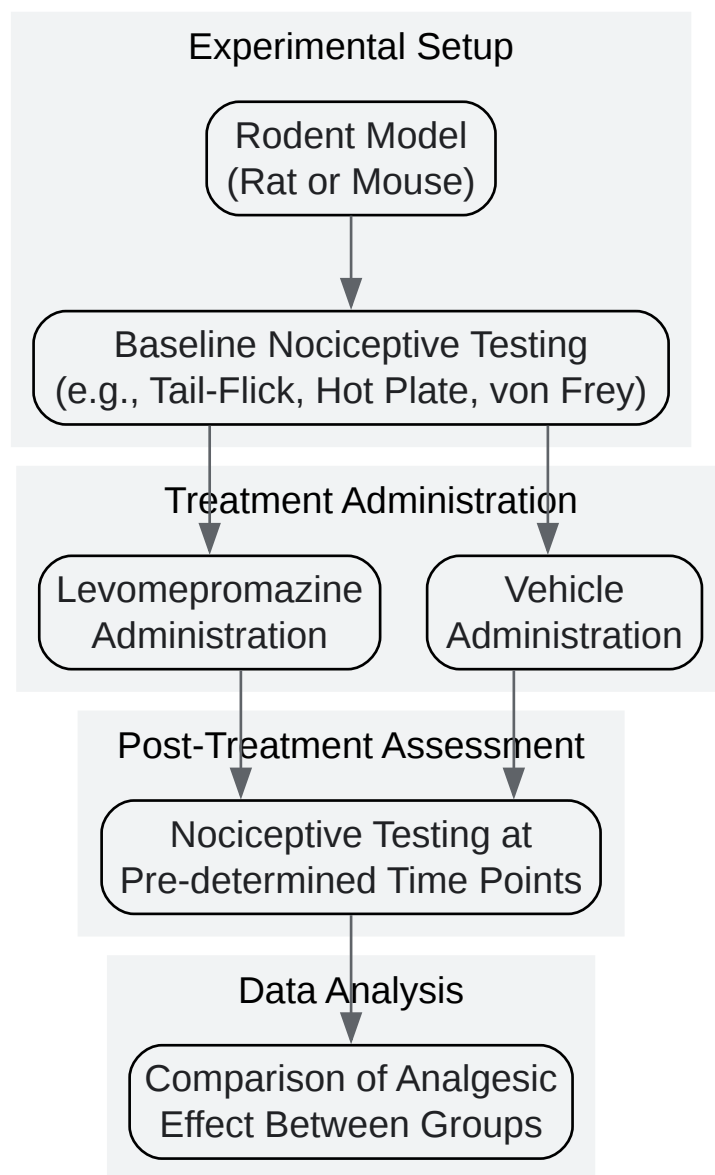 Experimental Setup
Rodent Model
(Rat or Mouse)
Baseline Nociceptive Testing
(e.g., Tail-Flick, Hot Plate, von Frey)
Treatment Administration
Levomepromazine
Administration
Vehicle
Administration
Post-Treatment Assessment
Nociceptive Testing at
Pre-determined Time Points
Data Analysis
Comparison of Analgesic
Effect Between Groups